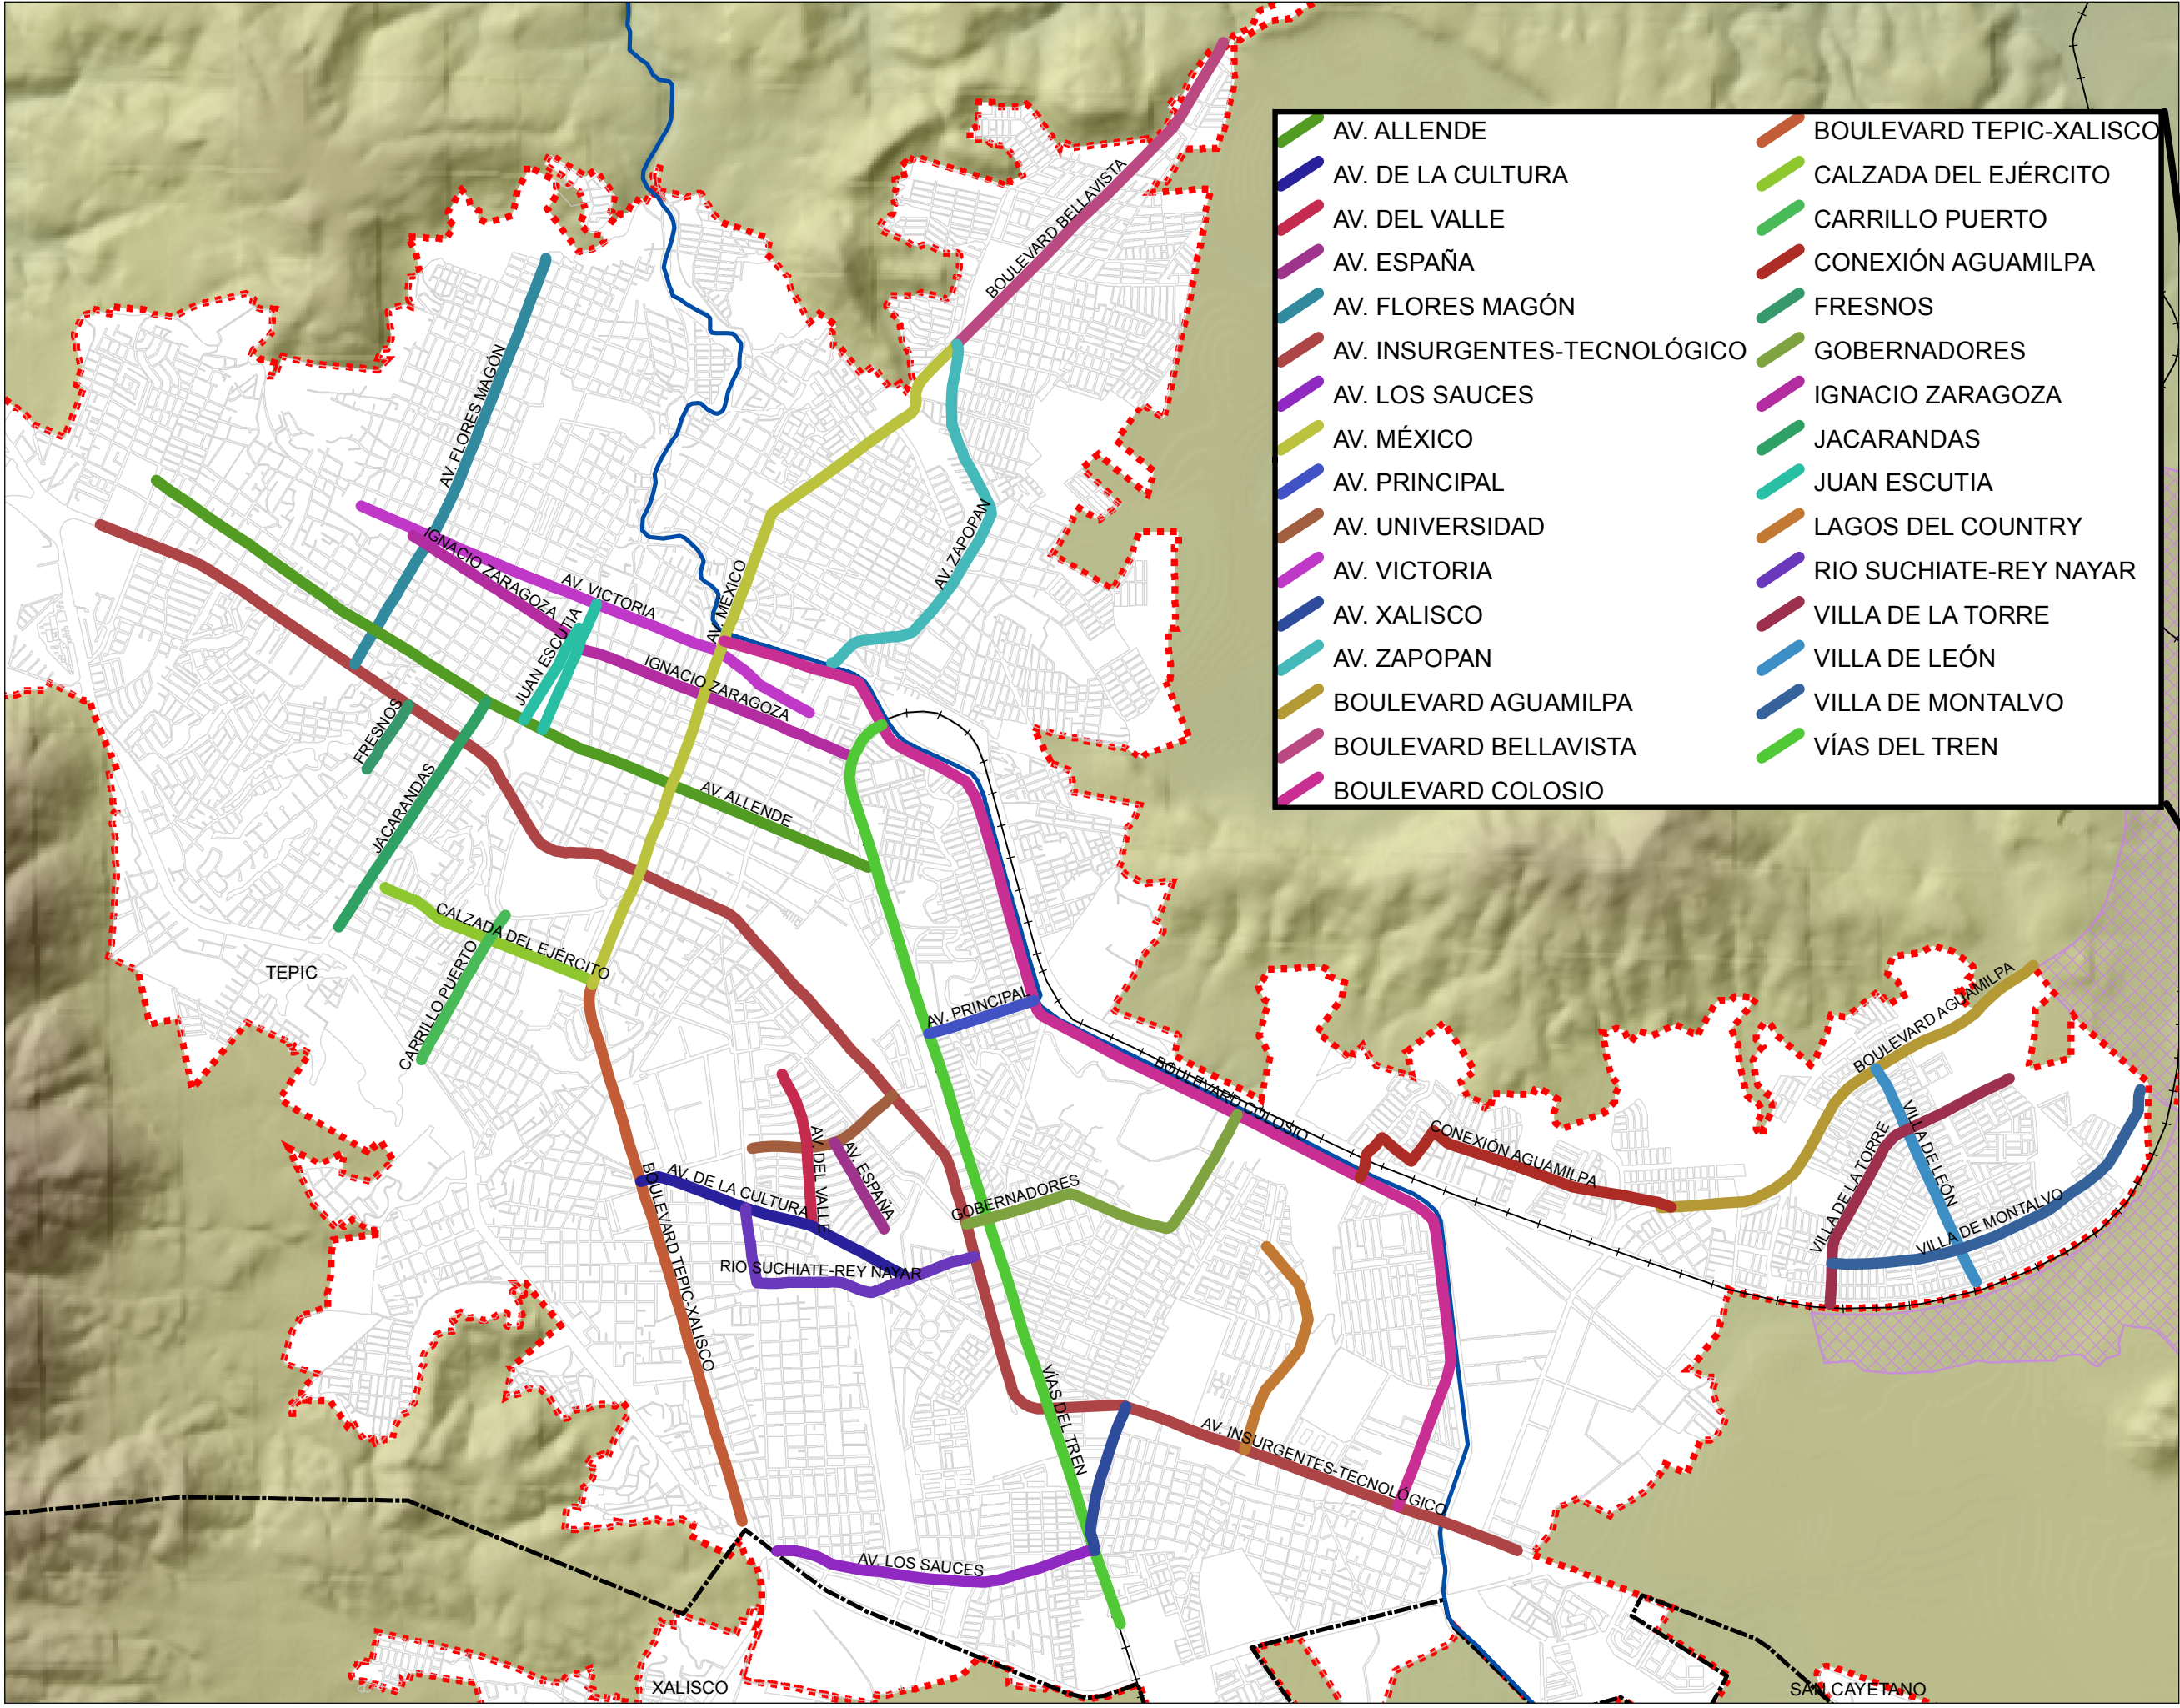 AV. ALLENDE
AV. DE LA CULTURA
AV. DEL VALLE
AV. ESPAÑA
AV. FLORES MAGÓN
AV. INSURGENTES-TECNOLÓGICO
AV. LOS SAUCES
AV. MÉXICO
AV. PRINCIPAL
AV. UNIVERSIDAD
AV. VICTORIA
AV. XALISCO
AV. ZAPOPAN
BOULEVARD AGUAMILPA
BOULEVARD BELLAVISTA
BOULEVARD COLOSIO
BOULEVARD TEPIC-XALISCO
CALZADA DEL EJÉRCITO
CARRILLO PUERTO
CONEXIÓN AGUAMILPA
FRESNOS
GOBERNADORES
IGNACIO ZARAGOZA
JACARANDAS
JUAN ESCUTIA
LAGOS DEL COUNTRY
RIO SUCHIATE-REY NAYAR
VILLA DE LA TORRE
VILLA DE LEÓN
VILLA DE MONTALVO
VÍAS DEL TREN
BOULEVARD BELLAVISTA
AV. FLORES MAGÓN
AV. ZAPOPAN
IGNACIO ZARAGOZA
AV. VICTORIA
AV. MÉXICO
JUAN ESCUTIA
IGNACIO ZARAGOZA
FRESNOS
JACARANDAS
AV. ALLENDE
CALZADA DEL EJÉRCITO
TEPIC
CARRILLO PUERTO
AV. PRINCIPAL
BOULEVARD COLOSIO
BOULEVARD AGUAMILPA
CONEXIÓN AGUAMILPA
VILLA DE LA TORRE
VILLA DE LEÓN
VILLA DE MONTALVO
AV. DEL VALLE
AV. ESPAÑA
AV. DE LA CULTURA
GOBERNADORES
RIO SUCHIATE-REY NAYAR
BOULEVARD TEPIC-XALISCO
VÍAS DEL TREN
AV. INSURGENTES-TECNOLÓGICO
AV. LOS SAUCES
XALISCO
SAN CAYETANO